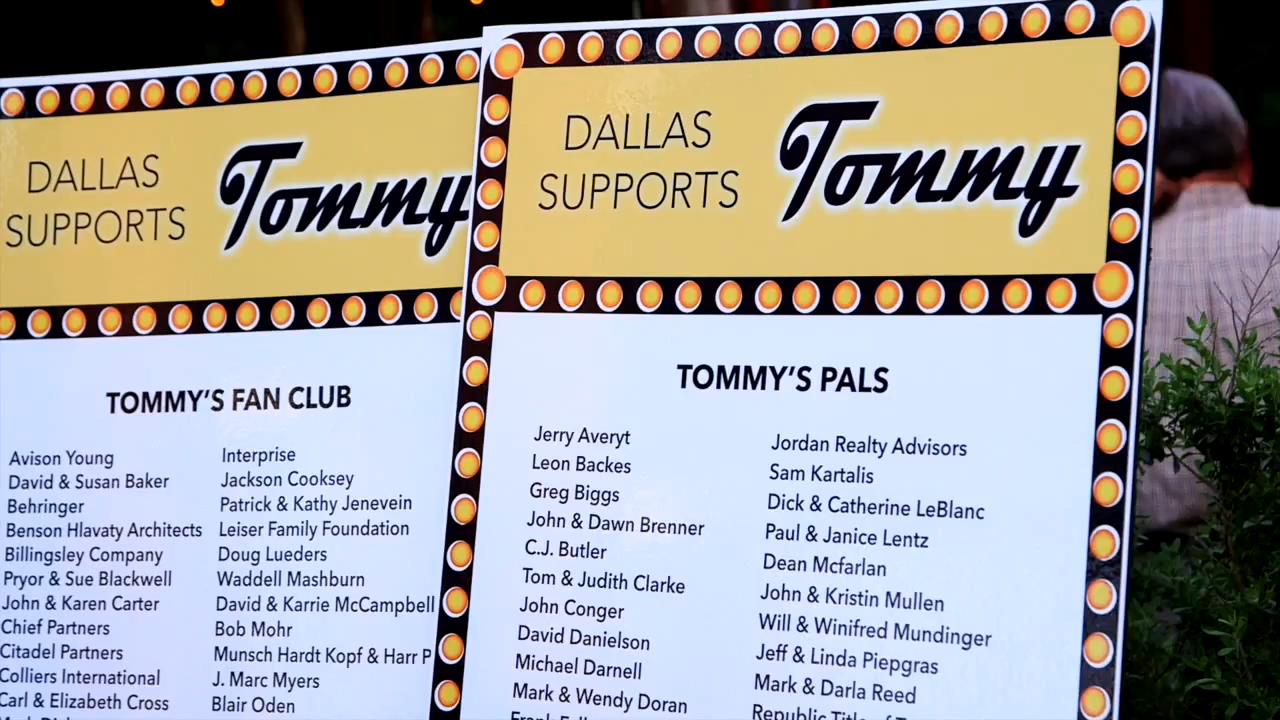 DALLAS
SUPPORTS
Tommy
TOMMY'S FAN CLUB
Avison Young
David & Susan Baker
Behringer
Benson Hlavaty Architects
Billingsley Company
Pryor & Sue Blackwell
John & Karen Carter
Chief Partners
Citadel Partners
Colliers International
Carl & Elizabeth Cross
Interprise
Jackson Cooksey
Patrick & Kathy Jenevein
Leiser Family Foundation
Doug Lueders
Waddell Mashburn
David & Karrie McCampbell
Bob Mohr
Munsch Hardt Kopf & Harr P
J. Marc Myers
Blair Oden
DALLAS
SUPPORTS
Tommy
TOMMY'S PALS
Jerry Averyt
Leon Backes
Greg Biggs
John & Dawn Brenner
C.J. Butler
Tom & Judith Clarke
John Conger
David Danielson
Michael Darnell
Mark & Wendy Doran
Jordan Realty Advisors
Sam Kartalis
Dick & Catherine LeBlanc
Paul & Janice Lentz
Dean Mcfarlan
John & Kristin Mullen
Will & Winifred Mundinger
Jeff & Linda Piepgras
Mark & Darla Reed
Republic Title of